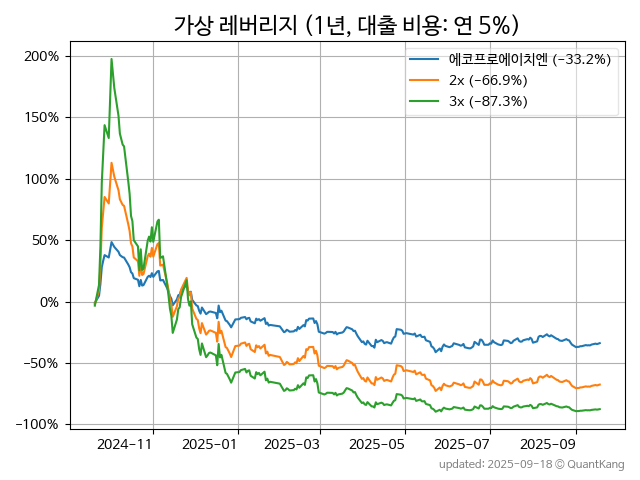 가상 레버리지 (1년, 대출 비용: 연 5%)
에코프로에이치엔 (−33.2%)
2x (−66.9%)
3x (−87.3%)
200%
150%
100%
50%
0%
−50%
−100%
2024-11
2025-01
2025-03
2025-05
2025-07
2025-09
updated: 2025-09-18 © QuantKang